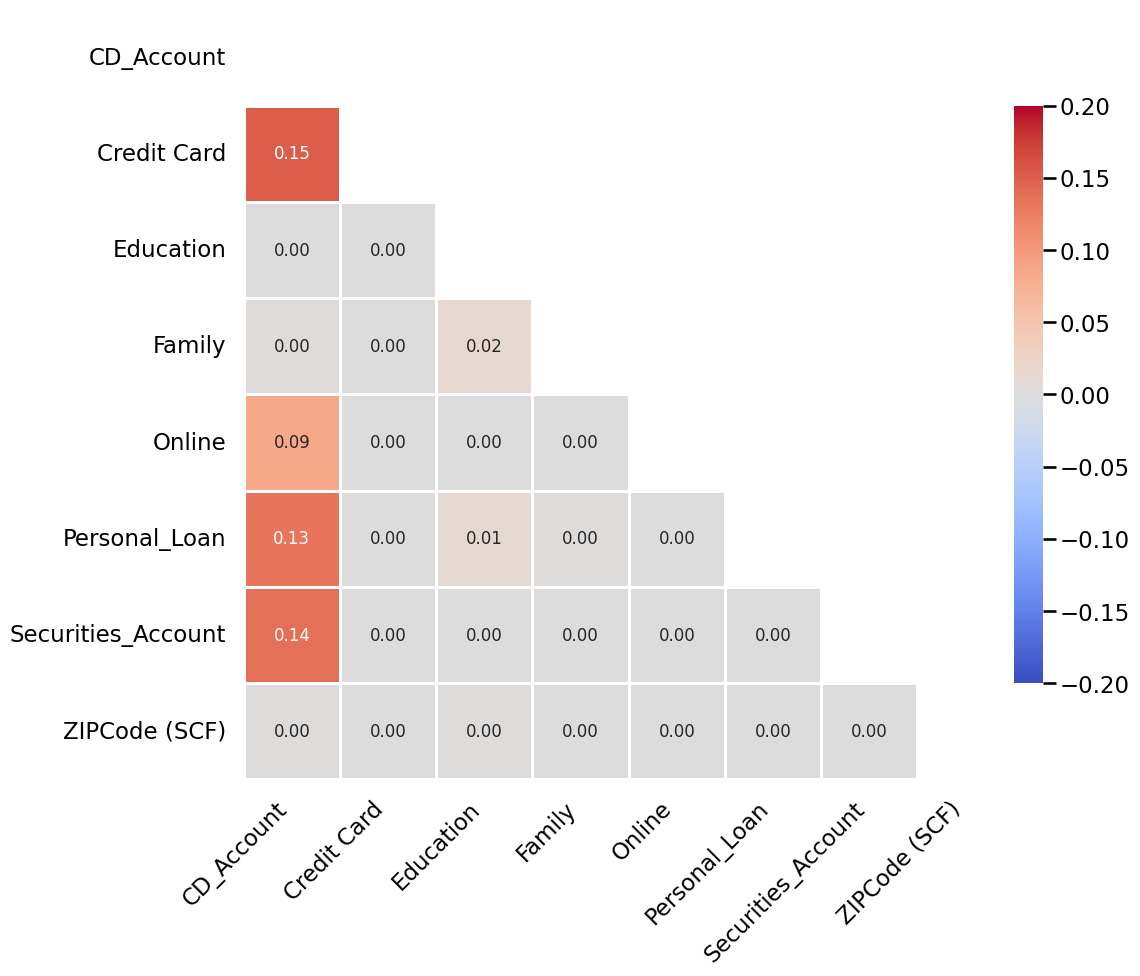 CD_Account
Credit Card 0.15
Education 0.00 0.00
Family 0.00 0.00 0.02
Online 0.09 0.00 0.00 0.00
Personal_Loan 0.13 0.00 0.01 0.00 0.00
Securities_Account 0.14 0.00 0.00 0.00 0.00 0.00
ZIPCode (SCF) 0.00 0.00 0.00 0.00 0.00 0.00 0.00
CD_Account
Credit Card
Education
Family
Online
Personal_Loan
Securities_Account
ZIPCode (SCF)
0.20
0.15
0.10
0.05
0.00
−0.05
−0.10
−0.15
−0.20